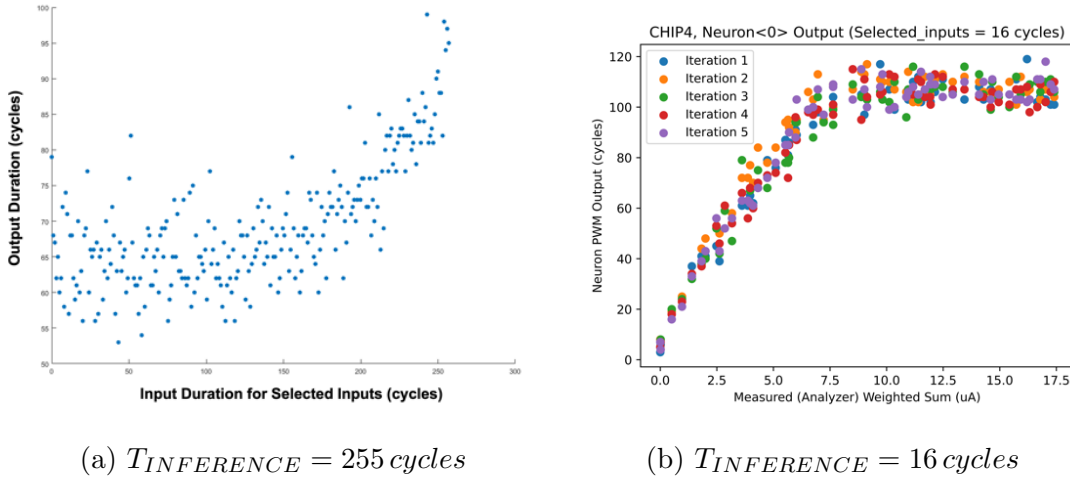 100
95
90
85
80
75
70
65
60
55
50
0
50
100
150
200
250
300
Output Duration (cycles)
Input Duration for Selected Inputs (cycles)
CHIP4, Neuron<0> Output (Selected_inputs = 16 cycles)
Iteration 1
Iteration 2
Iteration 3
Iteration 4
Iteration 5
120
100
80
60
40
20
0
0.0
2.5
5.0
7.5
10.0
12.5
15.0
17.5
Neuron PWM Output (cycles)
Measured (Analyzer) Weighted Sum (uA)
(a) T_INFERENCE = 255 cycles
(b) T_INFERENCE = 16 cycles